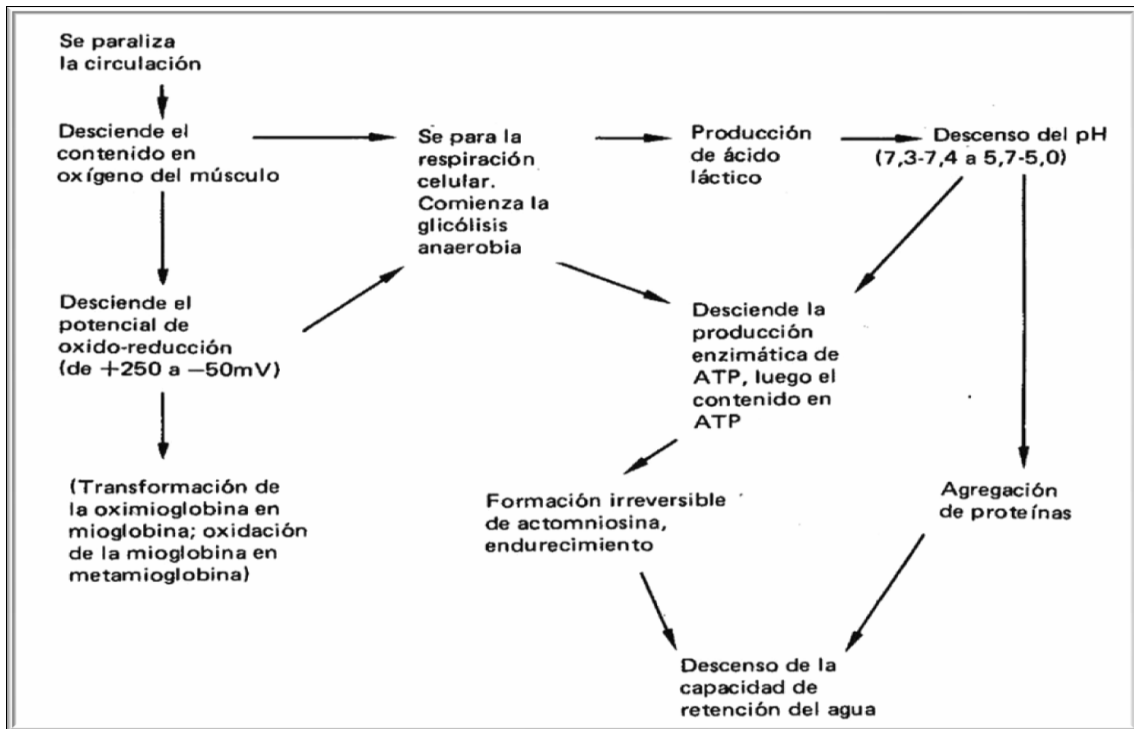 Se paraliza
la circulación
Desciende el
contenido en
oxígeno del músculo
Se para la
respiración
celular.
Comienza la
glicólisis
anaerobia
Producción
de ácido
láctico
Descenso del pH
(7,3-7,4 a 5,7-5,0)
Desciende el
potencial de
oxido-reducción
(de +250 a −50mV)
Desciende la
producción
enzimática de
ATP, luego el
contenido en
ATP
(Transformación de
la oximioglobina en
mioglobina; oxidación
de la mioglobina en
metamioglobina)
Formación irreversible
de actomniosina,
endurecimiento
Agregación
de proteínas
Descenso de la
capacidad de
retención del agua